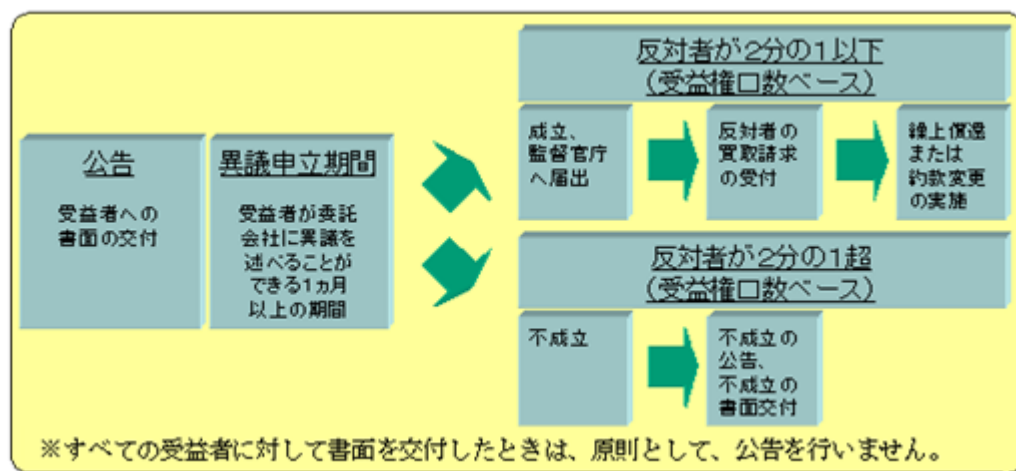 公告
受益者への
書面の交付
異議申立期間
受益者が委託
会社に異議を
述べることが
できる1ヵ月
以上の期間
反対者が2分の1以下
(受益権口数ベース)
成立、
監督官庁
へ届出
反対者の
買取請求
の受付
繰上償還
または
約款変更
の実施
反対者が2分の1超
(受益権口数ベース)
不成立
不成立の
公告、
不成立の
書面交付
※すべての受益者に対して書面を交付したときは、原則として、公告を行いません。